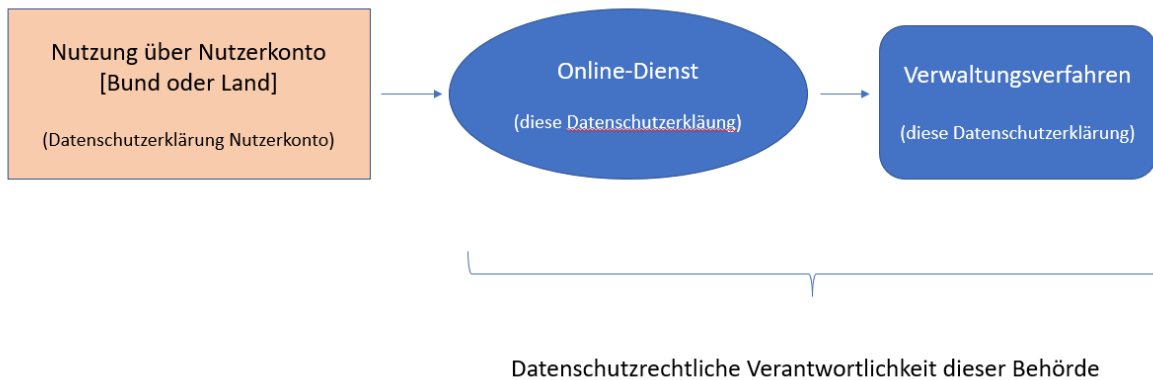 Nutzung über Nutzerkonto
[Bund oder Land]
(Datenschutzerklärung Nutzerkonto)
Online-Dienst
(diese Datenschutzerkläung)
Verwaltungsverfahren
(diese Datenschutzerklärung)
Datenschutzrechtliche Verantwortlichkeit dieser Behörde